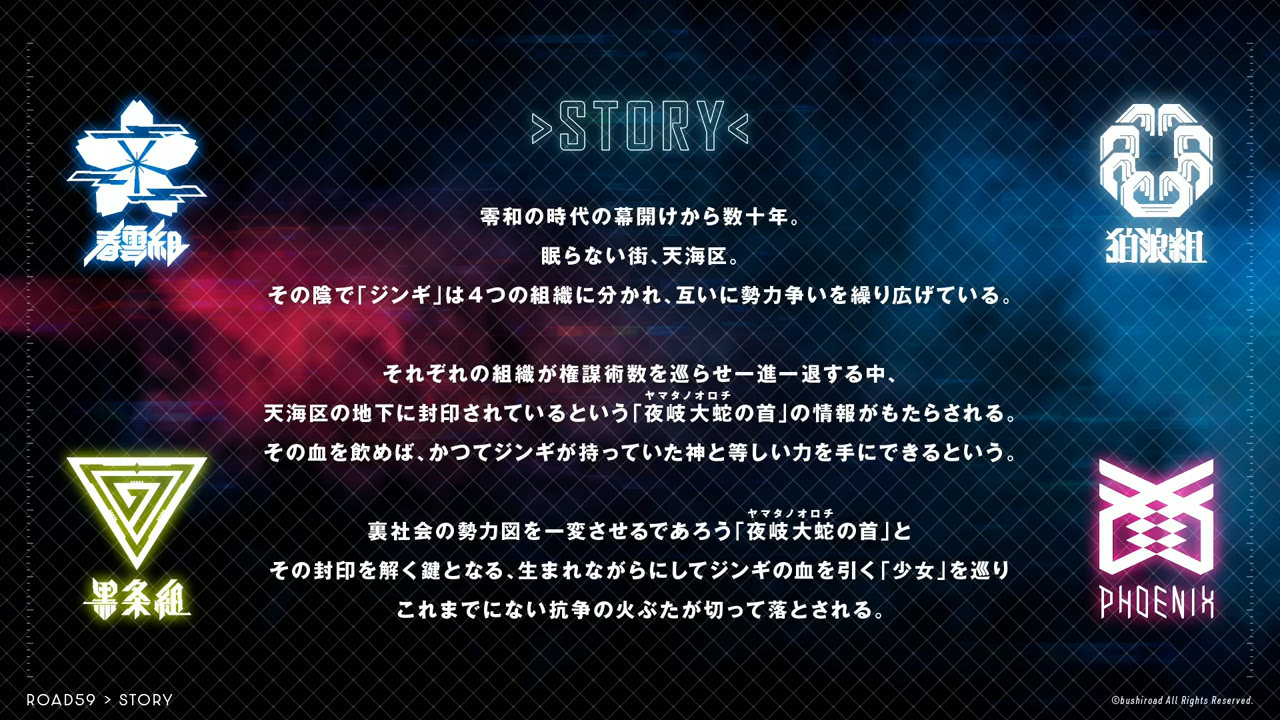 >STORY<
零和の時代の幕開けから数十年。
眠らない街、天海区。
その陰で「ジンギ」は4つの組織に分かれ、互いに勢力争いを繰り広げている。
それぞれの組織が権謀術数を巡らせ一進一退する中、
ヤマタノオロチ
天海区の地下に封印されているという「夜岐大蛇の首」の情報がもたらされる。
その血を飲めば、かつてジンギが持っていた神と等しい力を手にできるという。
ヤマタノオロチ
裏社会の勢力図を一変させるであろう「夜岐大蛇の首」と
その封印を解く鍵となる、生まれながらにしてジンギの血を引く「少女」を巡り
これまでにない抗争の火ぶたが切って落とされる。
春雲組
狛狼組
黒条組
PHOENIX
ROAD59 > STORY
©bushiroad All Rights Reserved.